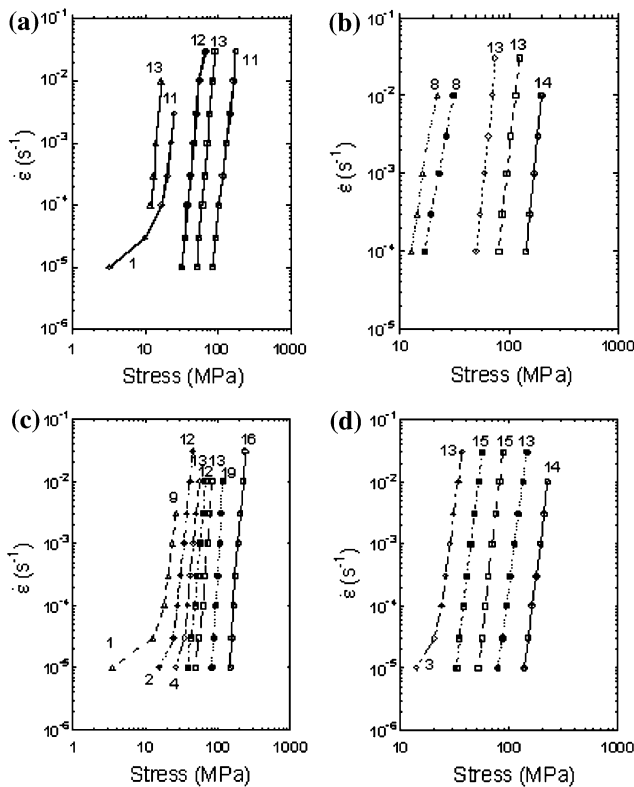 (a)
10⁻¹
10⁻²
10⁻³
10⁻⁴
10⁻⁵
10⁻⁶
ε̇ (s⁻¹)
13
11
1
12 13
11
1 10 100 1000
Stress (MPa)
(b)
10⁻¹
10⁻²
10⁻³
10⁻⁴
10⁻⁵
ε̇ (s⁻¹)
8 8
13 13
14
10 100 1000
Stress (MPa)
(c)
10⁻¹
10⁻²
10⁻³
10⁻⁴
10⁻⁵
10⁻⁶
ε̇ (s⁻¹)
12
16
13 13
12 19
9
1
2
4
1 10 100 1000
Stress (MPa)
(d)
10⁻¹
10⁻²
10⁻³
10⁻⁴
10⁻⁵
10⁻⁶
ε̇ (s⁻¹)
13 15 15 13
14
3
10 100 1000
Stress (MPa)